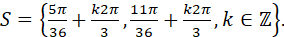 S = {5π/36 + k2π/3, 11π/36 + k2π/3, k ∈ ℤ}.